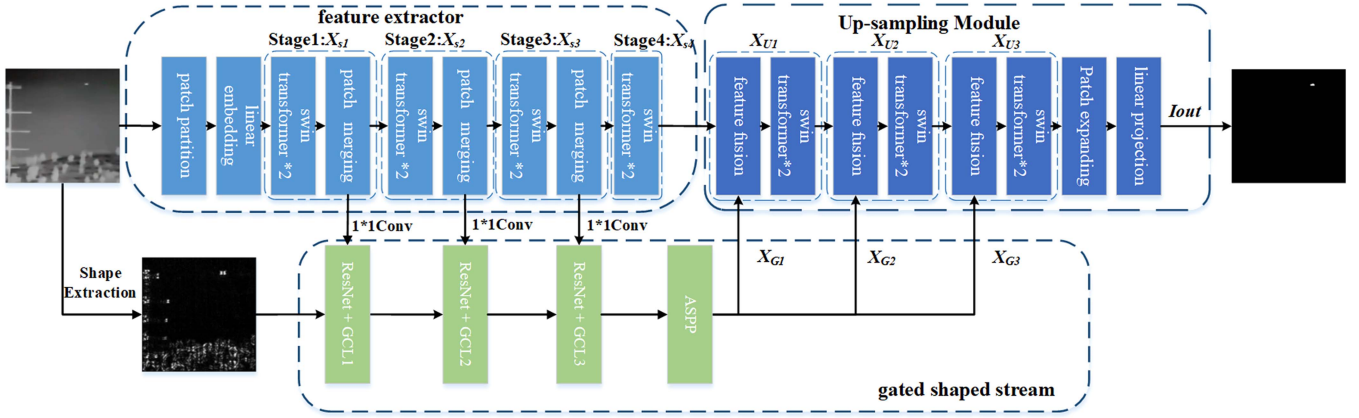 feature extractor
Up-sampling Module
Stage1:Xs1
Stage2:Xs2
Stage3:Xs3
Stage4:Xs4
XU1
XU2
XU3
patch partition
linear
embedding
swin
transformer *2
patch merging
swin
transformer *2
patch merging
swin
transformer *2
patch merging
swin
transformer *2
feature fusion
swin
transformer*2
feature fusion
swin
transformer*2
feature fusion
swin
transformer*2
Patch expanding
linear projection
Iout
1*1Conv
1*1Conv
1*1Conv
Shape
Extraction
ResNet + GCL1
ResNet + GCL2
ResNet + GCL3
ASPP
XG1
XG2
XG3
gated shaped stream